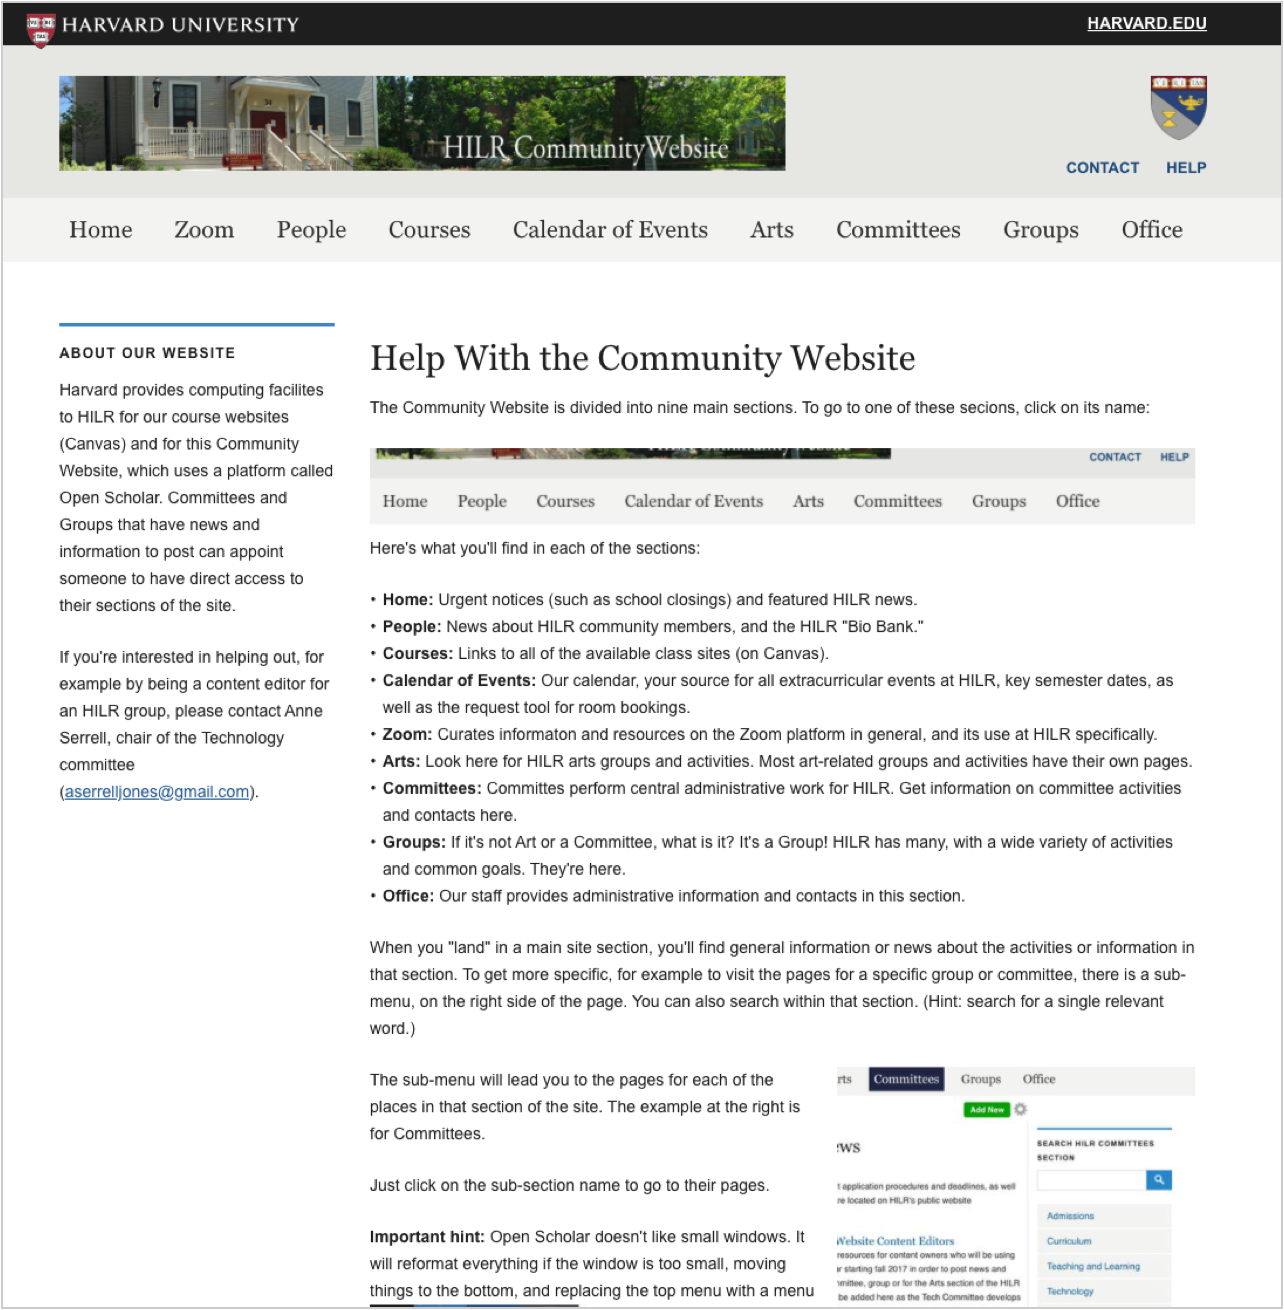 HARVARD UNIVERSITY
HARVARD.EDU
34
HILR Community Website
CONTACT HELP
Home Zoom People Courses Calendar of Events Arts Committees Groups Office
ABOUT OUR WEBSITE
Harvard provides computing facilites
to HILR for our course websites
(Canvas) and for this Community
Website, which uses a platform called
Open Scholar. Committees and
Groups that have news and
information to post can appoint
someone to have direct access to
their sections of the site.
If you're interested in helping out, for
example by being a content editor for
an HILR group, please contact Anne
Serrell, chair of the Technology
committee
(aserrelljones@gmail.com).
Help With the Community Website
The Community Website is divided into nine main sections. To go to one of these secions, click on its name:
CONTACT HELP
Home People Courses Calendar of Events Arts Committees Groups Office
Here's what you'll find in each of the sections:
• Home: Urgent notices (such as school closings) and featured HILR news.
• People: News about HILR community members, and the HILR "Bio Bank."
• Courses: Links to all of the available class sites (on Canvas).
• Calendar of Events: Our calendar, your source for all extracurricular events at HILR, key semester dates, as
well as the request tool for room bookings.
• Zoom: Curates informaton and resources on the Zoom platform in general, and its use at HILR specifically.
• Arts: Look here for HILR arts groups and activities. Most art-related groups and activities have their own pages.
• Committees: Committes perform central administrative work for HILR. Get information on committee activities
and contacts here.
• Groups: If it's not Art or a Committee, what is it? It's a Group! HILR has many, with a wide variety of activities
and common goals. They're here.
• Office: Our staff provides administrative information and contacts in this section.
When you "land" in a main site section, you'll find general information or news about the activities or information in
that section. To get more specific, for example to visit the pages for a specific group or committee, there is a sub-
menu, on the right side of the page. You can also search within that section. (Hint: search for a single relevant
word.)
The sub-menu will lead you to the pages for each of the
places in that section of the site. The example at the right is
for Committees.
Just click on the sub-section name to go to their pages.
Important hint: Open Scholar doesn't like small windows. It
will reformat everything if the window is too small, moving
things to the bottom, and replacing the top menu with a menu
rts Committees Groups Office
Add New
ws
t application procedures and deadlines, as well
re located on HILR's public website
Website Content Editors
resources for content owners who will be using
r starting fall 2017 in order to post news and
mmittee, group or for the Arts section of the HILR
be added here as the Tech Committee develops
SEARCH HILR COMMITTEES
SECTION
Admissions
Curriculum
Teaching and Learning
Technology